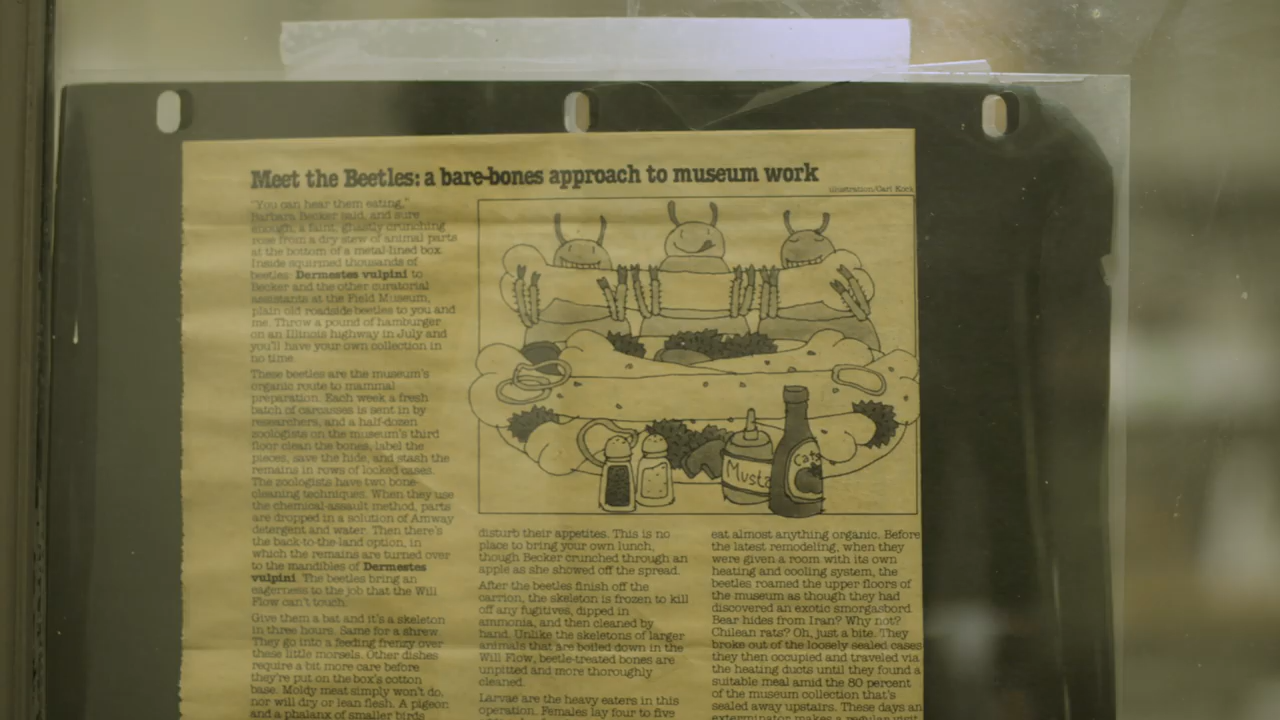 Meet the Beetles: a bare-bones approach to museum work
Illustration/Carl Kock
"You can hear them eating,"
Barbara Becker said, and sure
enough, a faint, ghastly crunching
rose from a dry stew of animal parts
at the bottom of a metal-lined box.
Inside squirmed thousands of
beetles: Dermestes vulpini to
Becker and the other curatorial
assistants at the Field Museum,
plain old roadside beetles to you and
me. Throw a pound of hamburger
on an Illinois highway in July and
you'll have your own collection in
no time.
These beetles are the museum's
organic route to mammal
preparation. Each week a fresh
batch of carcasses is sent in by
researchers, and a half-dozen
zoologists on the museum's third
floor clean the bones, label the
pieces, save the hide, and stash the
remains in rows of locked cases.
The zoologists have two bone-
cleaning techniques. When they use
the chemical-assault method, parts
are dropped in a solution of Amway
detergent and water. Then there's
the back-to-the-land option, in
which the remains are turned over
to the mandibles of Dermestes
vulpini. The beetles bring an
eagerness to the job that the Will
Flow can't touch.
Give them a bat and it's a skeleton
in three hours. Same for a shrew.
They go into a feeding frenzy over
these little morsels. Other dishes
require a bit more care before
they're put on the box's cotton
base. Moldy meat simply won't do,
nor will dry or lean flesh. A pigeon
and a phalanx of smaller birds
Musta
Cats
disturb their appetites. This is no
place to bring your own lunch,
though Becker crunched through an
apple as she showed off the spread.
After the beetles finish off the
carrion, the skeleton is frozen to kill
off any fugitives, dipped in
ammonia, and then cleaned by
hand. Unlike the skeletons of larger
animals that are boiled down in the
Will Flow, beetle-treated bones are
unpitted and more thoroughly
cleaned.
Larvae are the heavy eaters in this
operation. Females lay four to five
eat almost anything organic. Before
the latest remodeling, when they
were given a room with its own
heating and cooling system, the
beetles roamed the upper floors of
the museum as though they had
discovered an exotic smorgasbord.
Bear hides from Iran? Why not?
Chilean rats? Oh, just a bite. They
broke out of the loosely sealed cases
they then occupied and traveled via
the heating ducts until they found a
suitable meal amid the 80 percent
of the museum collection that's
sealed away upstairs. These days an
exterminator makes a regular visit